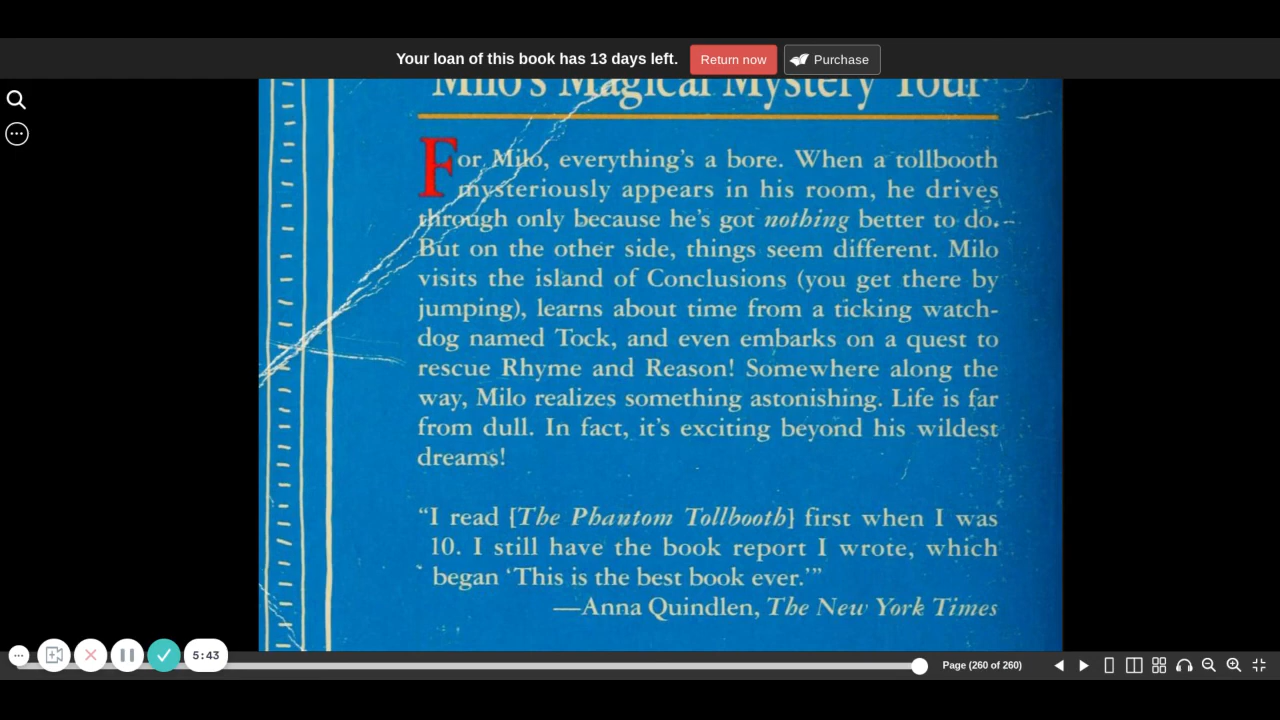 Your loan of this book has 13 days left. Return now Purchase
Milo's Magical Mystery Tour
For Milo, everything's a bore. When a tollbooth
mysteriously appears in his room, he drives
through only because he's got nothing better to do.
But on the other side, things seem different. Milo
visits the island of Conclusions (you get there by
jumping), learns about time from a ticking watch-
dog named Tock, and even embarks on a quest to
rescue Rhyme and Reason! Somewhere along the
way, Milo realizes something astonishing. Life is far
from dull. In fact, it's exciting beyond his wildest
dreams!
“I read [The Phantom Tollbooth] first when I was
10. I still have the book report I wrote, which
began ‘This is the best book ever.’”
—Anna Quindlen, The New York Times
5:43
Page (260 of 260)